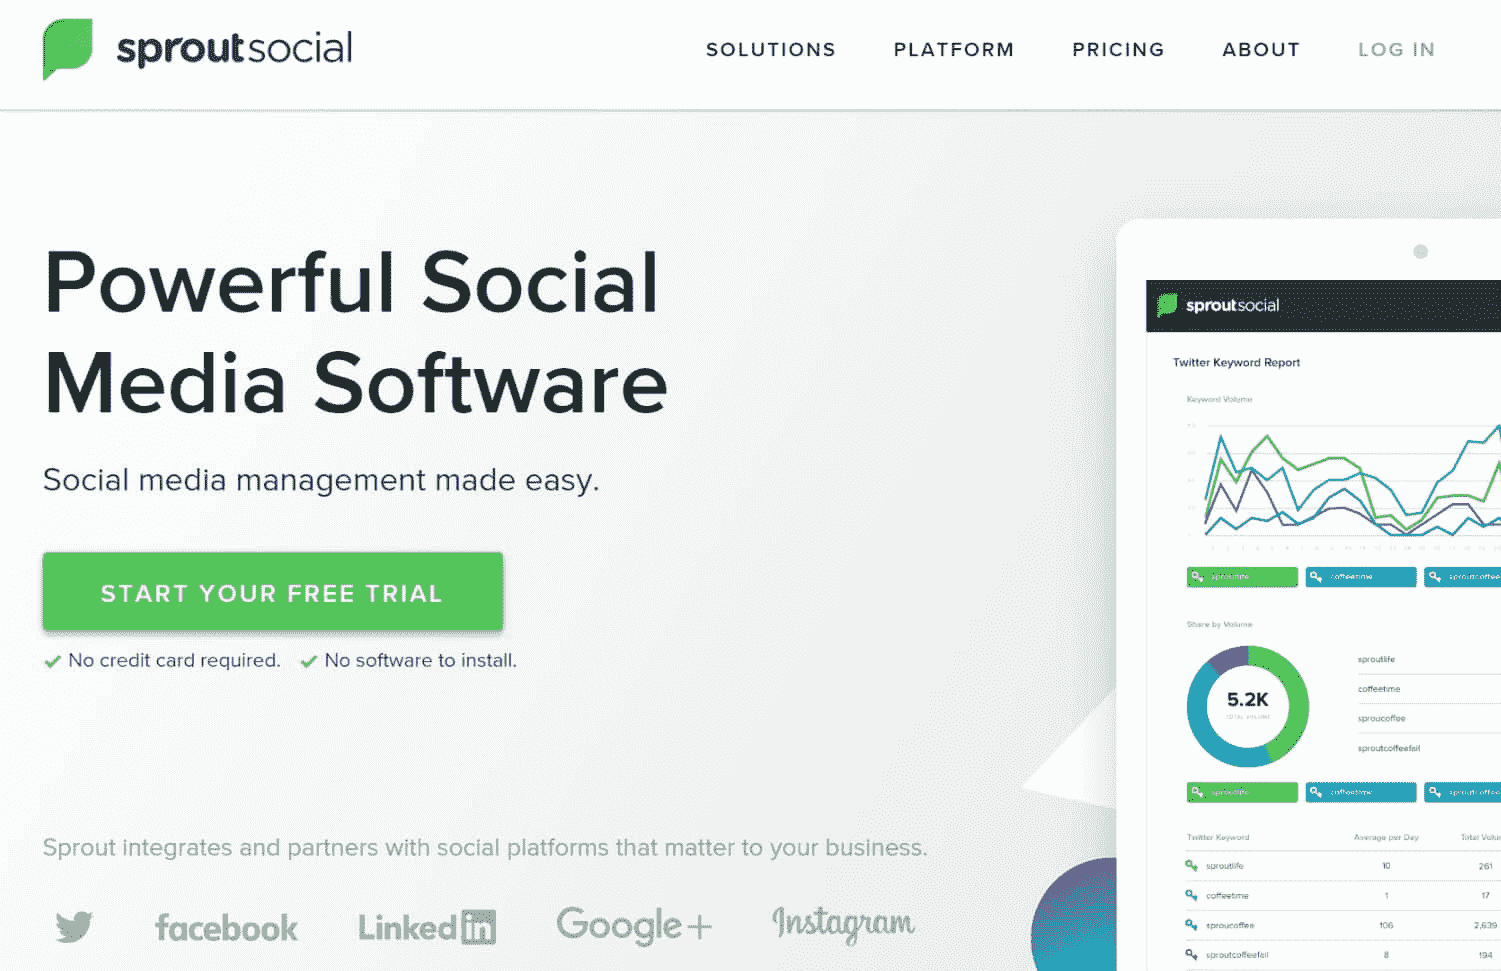 sproutsocial
SOLUTIONS PLATFORM PRICING ABOUT LOG IN
Powerful Social
Media Software
Social media management made easy.
START YOUR FREE TRIAL
No credit card required. No software to install.
Sprout integrates and partners with social platforms that matter to your business.
facebook LinkedIn Google+ Instagram
sproutsocial
Twitter Keyword Report
Keyword Volume
sproutlife coffeetime sproutcoffee
Share by Volume
5.2K
TOTAL VOLUME
sproutlife
coffeetime
sproucoffee
sproutcoffeefail
sproutlife coffeetime sproutcoffee
Twitter Keyword Average per Day Total Volu
sproutlife 10 261
coffeetime 1 17
sproucoffee 106 2,639
sproutcoffeefail 8 194